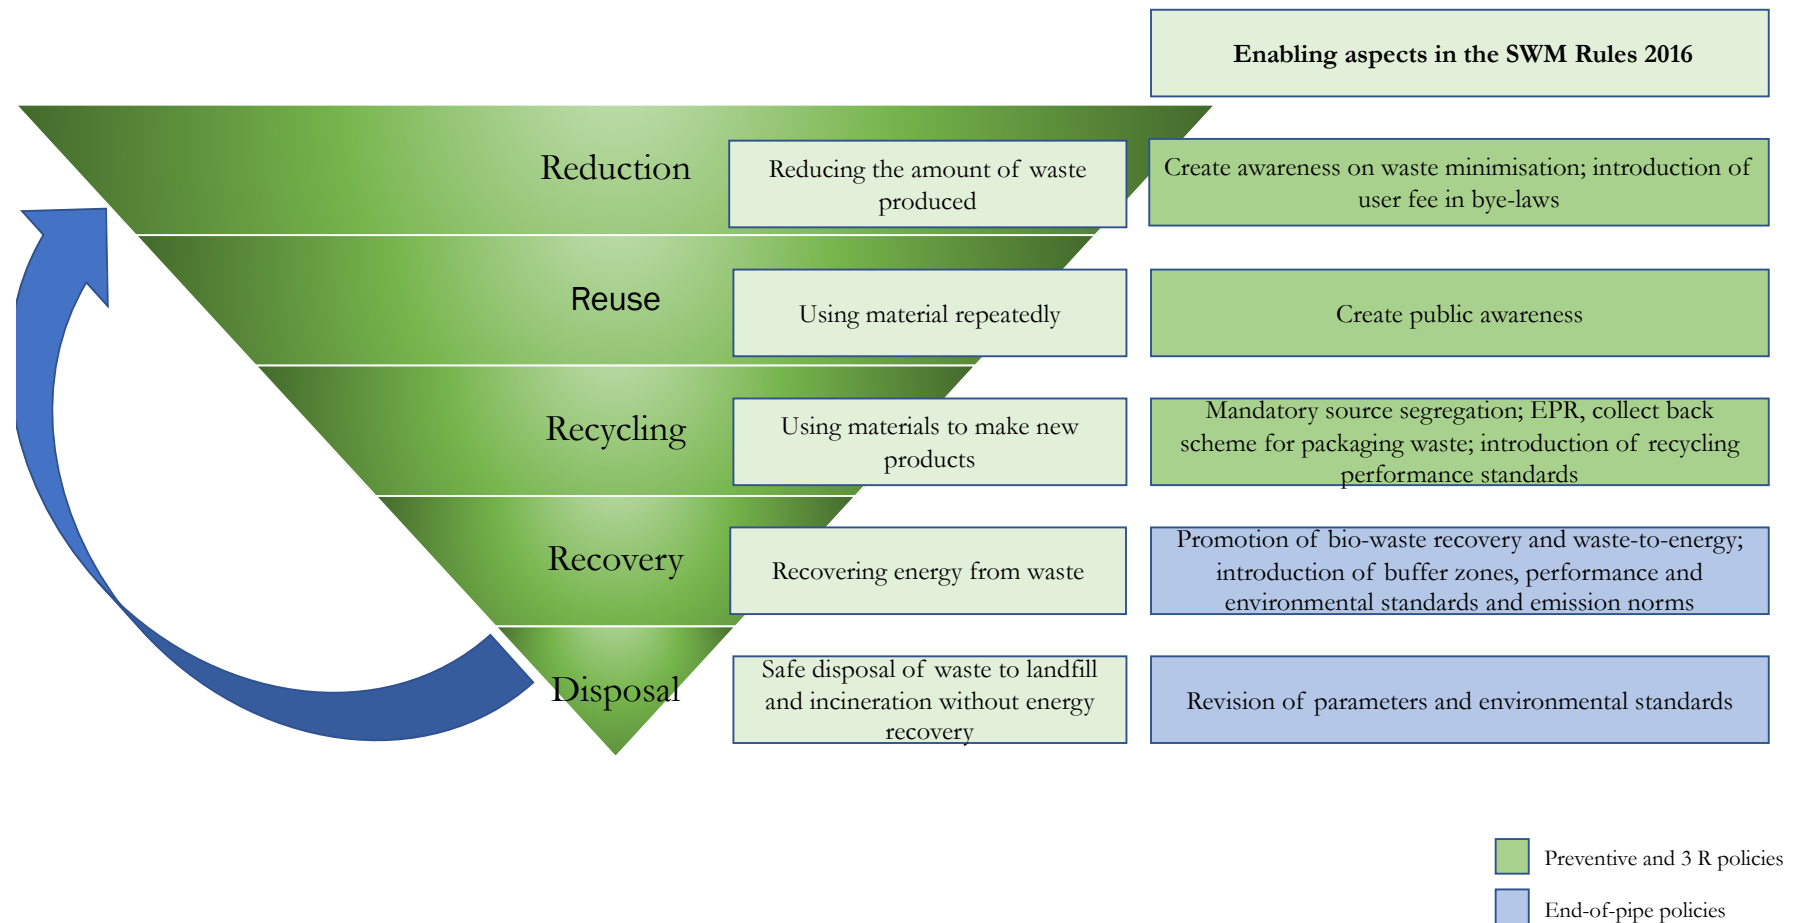 Enabling aspects in the SWM Rules 2016
Reduction
Reducing the amount of waste
produced
Create awareness on waste minimisation; introduction of
user fee in bye-laws
Reuse
Using material repeatedly
Create public awareness
Recycling
Using materials to make new
products
Mandatory source segregation; EPR, collect back
scheme for packaging waste; introduction of recycling
performance standards
Recovery
Recovering energy from waste
Promotion of bio-waste recovery and waste-to-energy;
introduction of buffer zones, performance and
environmental standards and emission norms
Disposal
Safe disposal of waste to landfill
and incineration without energy
recovery
Revision of parameters and environmental standards
Preventive and 3 R policies
End-of-pipe policies